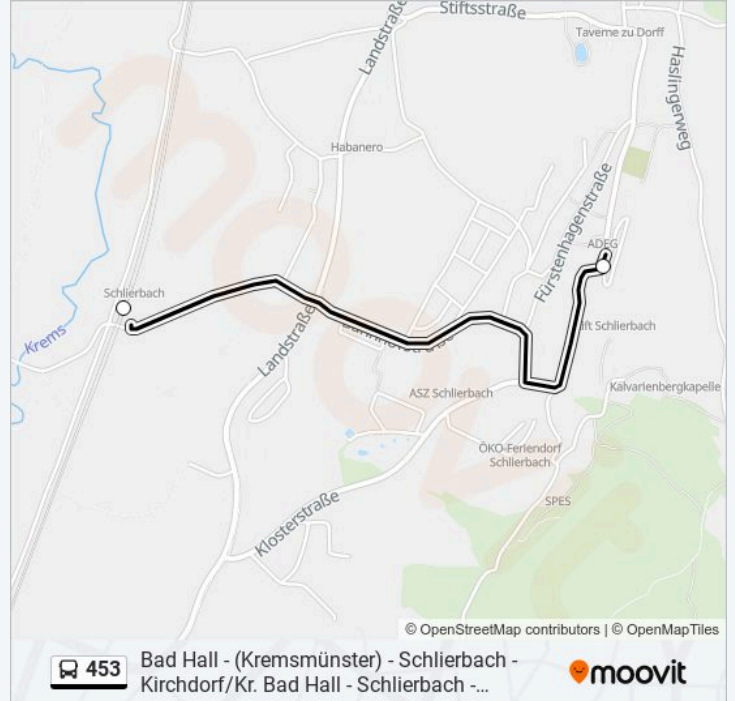 Stiftsstraße
Landstraße
Taverne zu Dorff
Haslingerweg
Habanero
Fürstenhagenstraße
ADEG
Schlierbach
Krems
Landstraße
ift Schlierbach
ASZ Schlierbach
Kalvarienbergkapelle
ÖKO-Feriendorf
Schlierbach
SPES
Klosterstraße
© OpenStreetMap contributors | © OpenMapTiles
453
Bad Hall - (Kremsmünster) - Schlierbach -
Kirchdorf/Kr. Bad Hall - Schlierbach -...
moovit